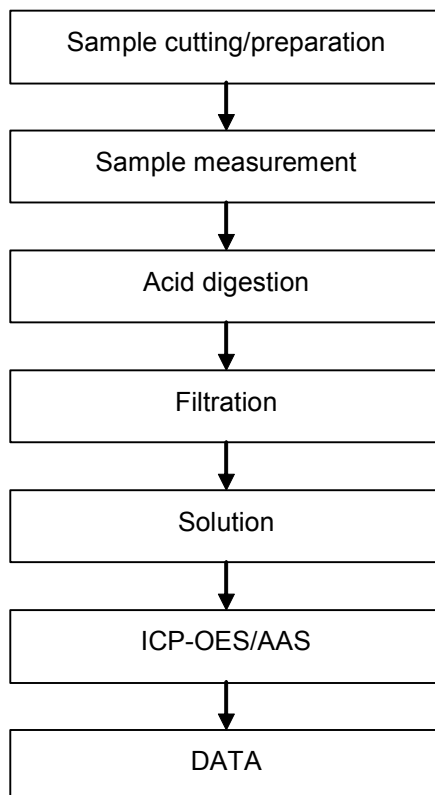 Sample cutting/preparation
Sample measurement
Acid digestion
Filtration
Solution
ICP-OES/AAS
DATA